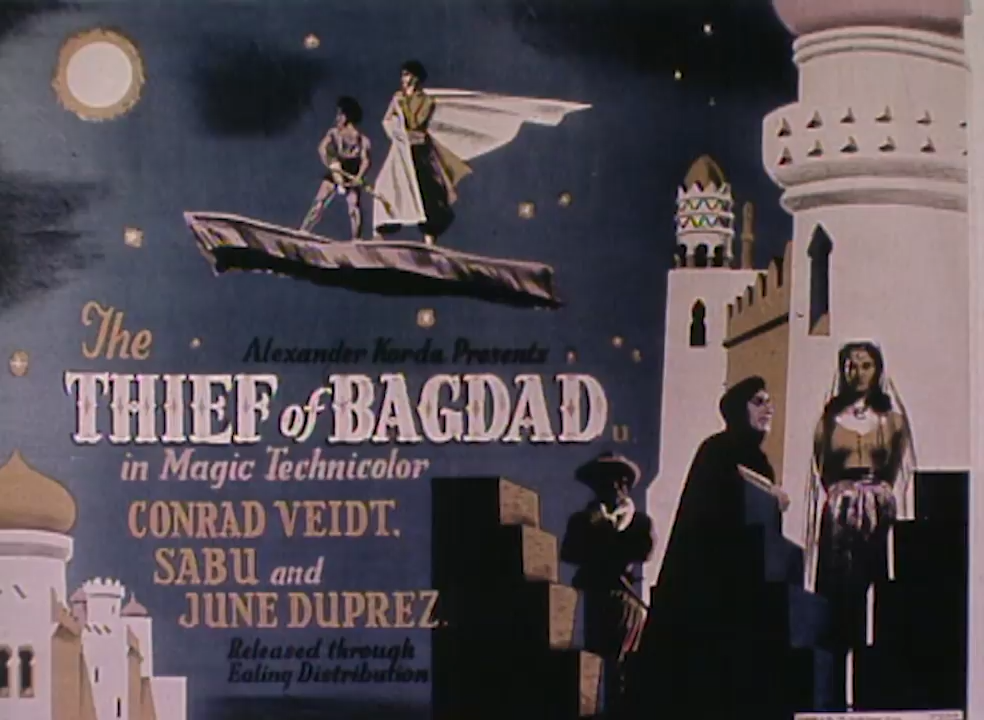 The
Alexander Korda Presents
THIEF of BAGDAD
U.
in Magic Technicolor
CONRAD VEIDT.
SABU and
JUNE DUPREZ.
Released through
Ealing Distribution